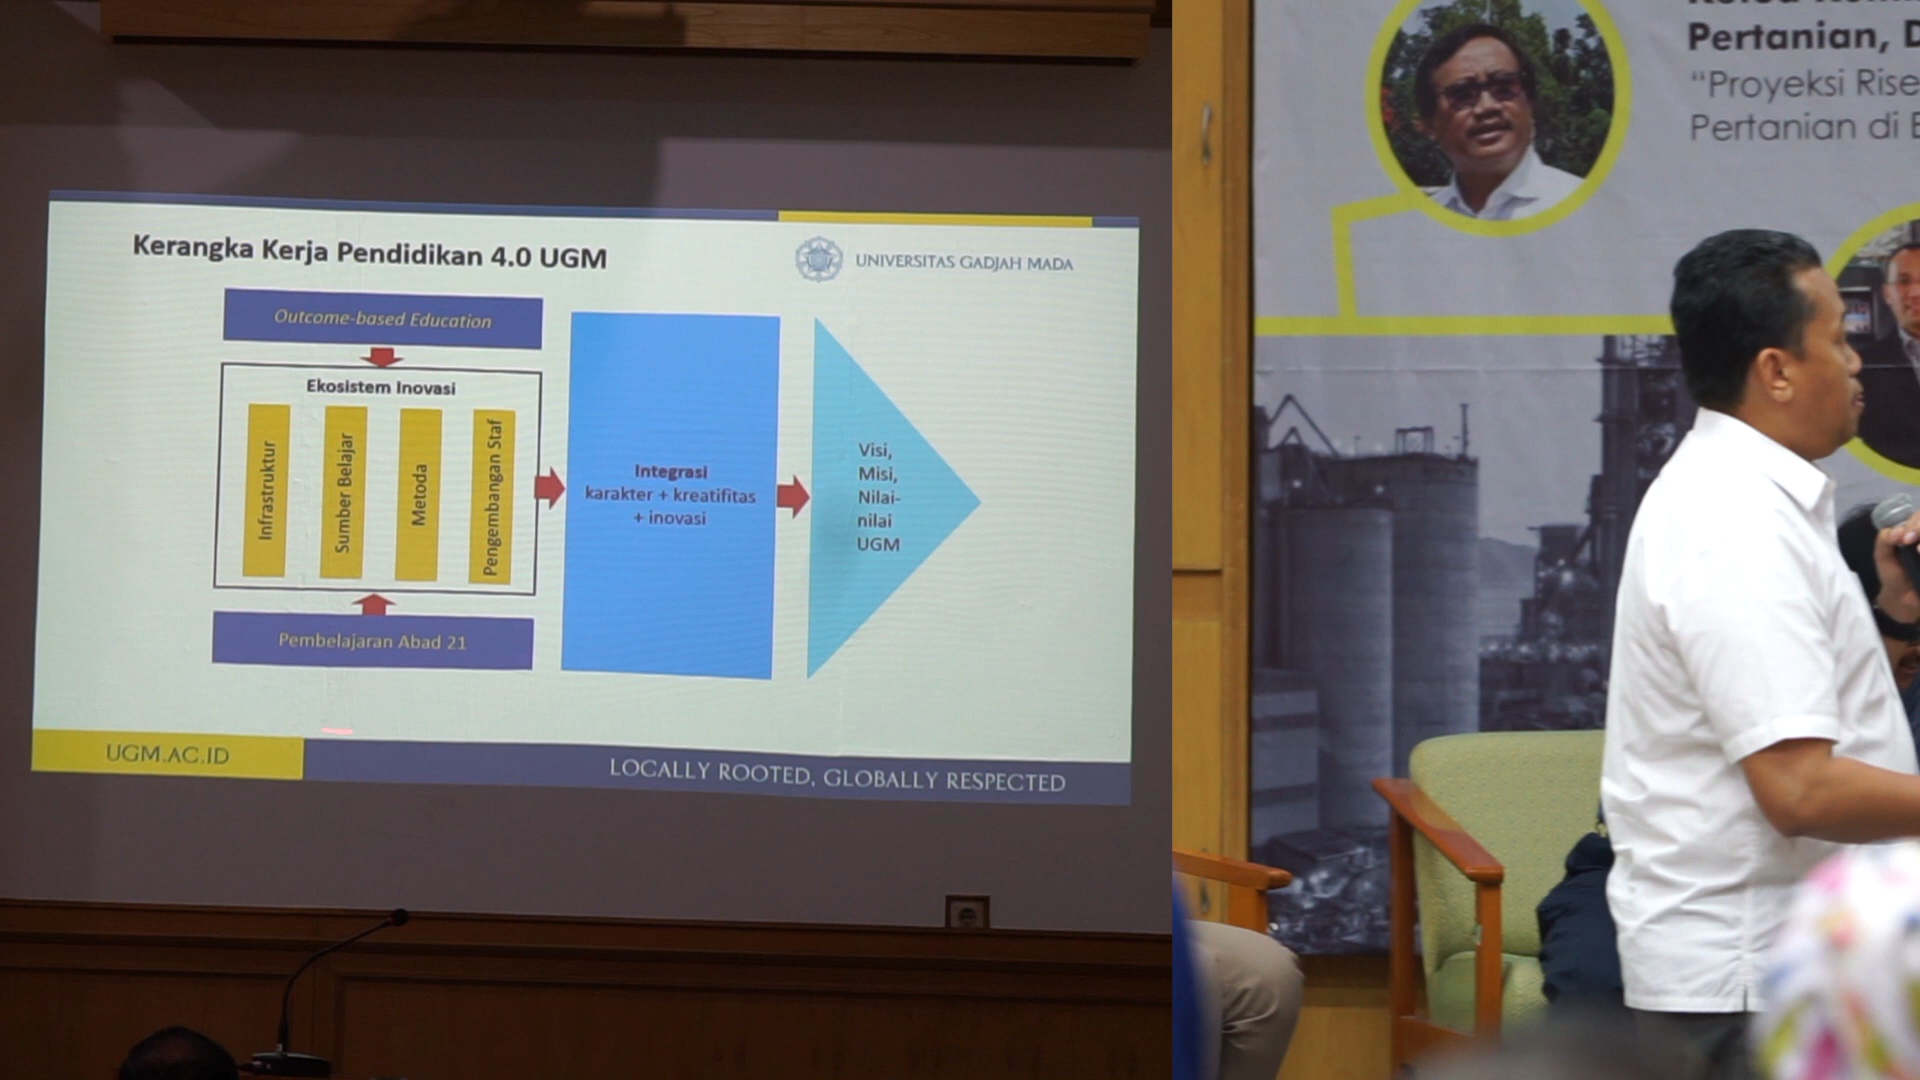 Kerangka Kerja Pendidikan 4.0 UGM
UNIVERSITAS GADJAH MADA
Outcome-based Education
Ekosistem Inovasi
Infrastruktur
Sumber Belajar
Metoda
Pengembangan Staf
Pembelajaran Abad 21
Integrasi
karakter + kreatifitas
+ inovasi
Visi,
Misi,
Nilai-
nilai
UGM
UGM.AC.ID
LOCALLY ROOTED, GLOBALLY RESPECTED
Pertanian, D
“Proyeksi Rise
Pertanian di